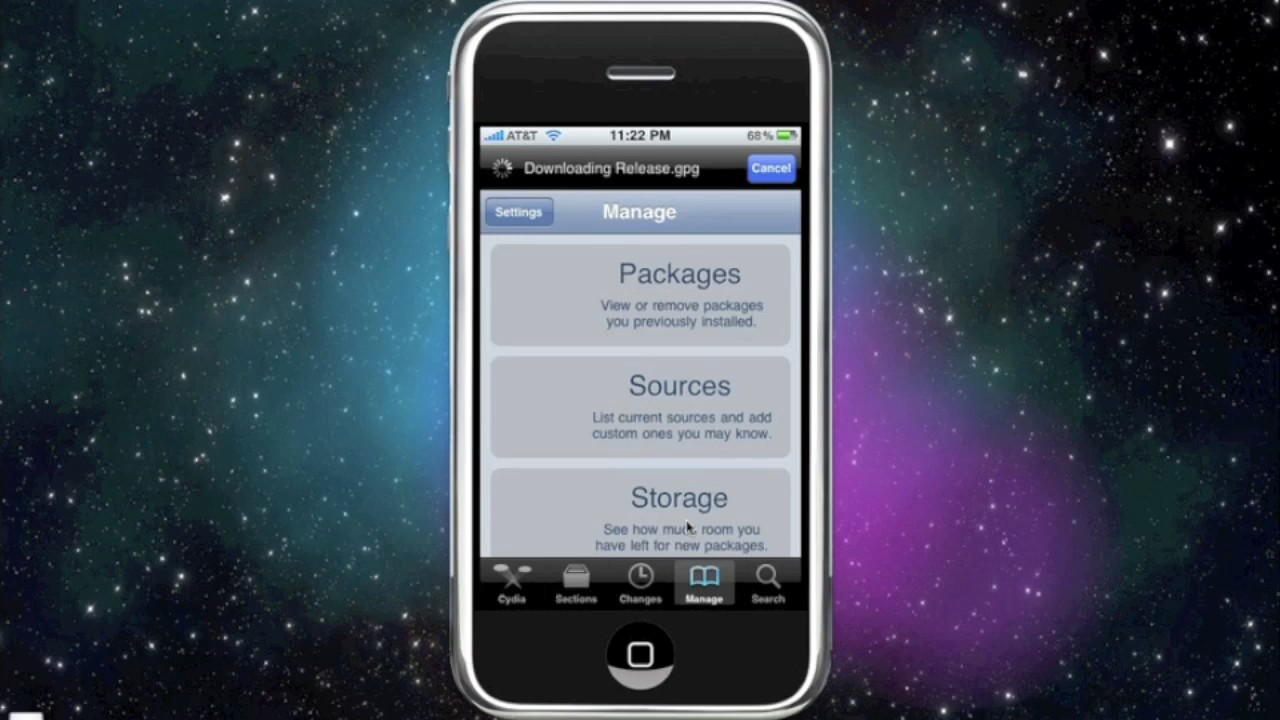 AT&T 11:22 PM 68%
Downloading Release.gpg Cancel
Settings Manage
Packages
View or remove packages
you previously installed.
Sources
List current sources and add
custom ones you may know.
Storage
See how much room you
have left for new packages.
Cydia Sections Changes Manage Search